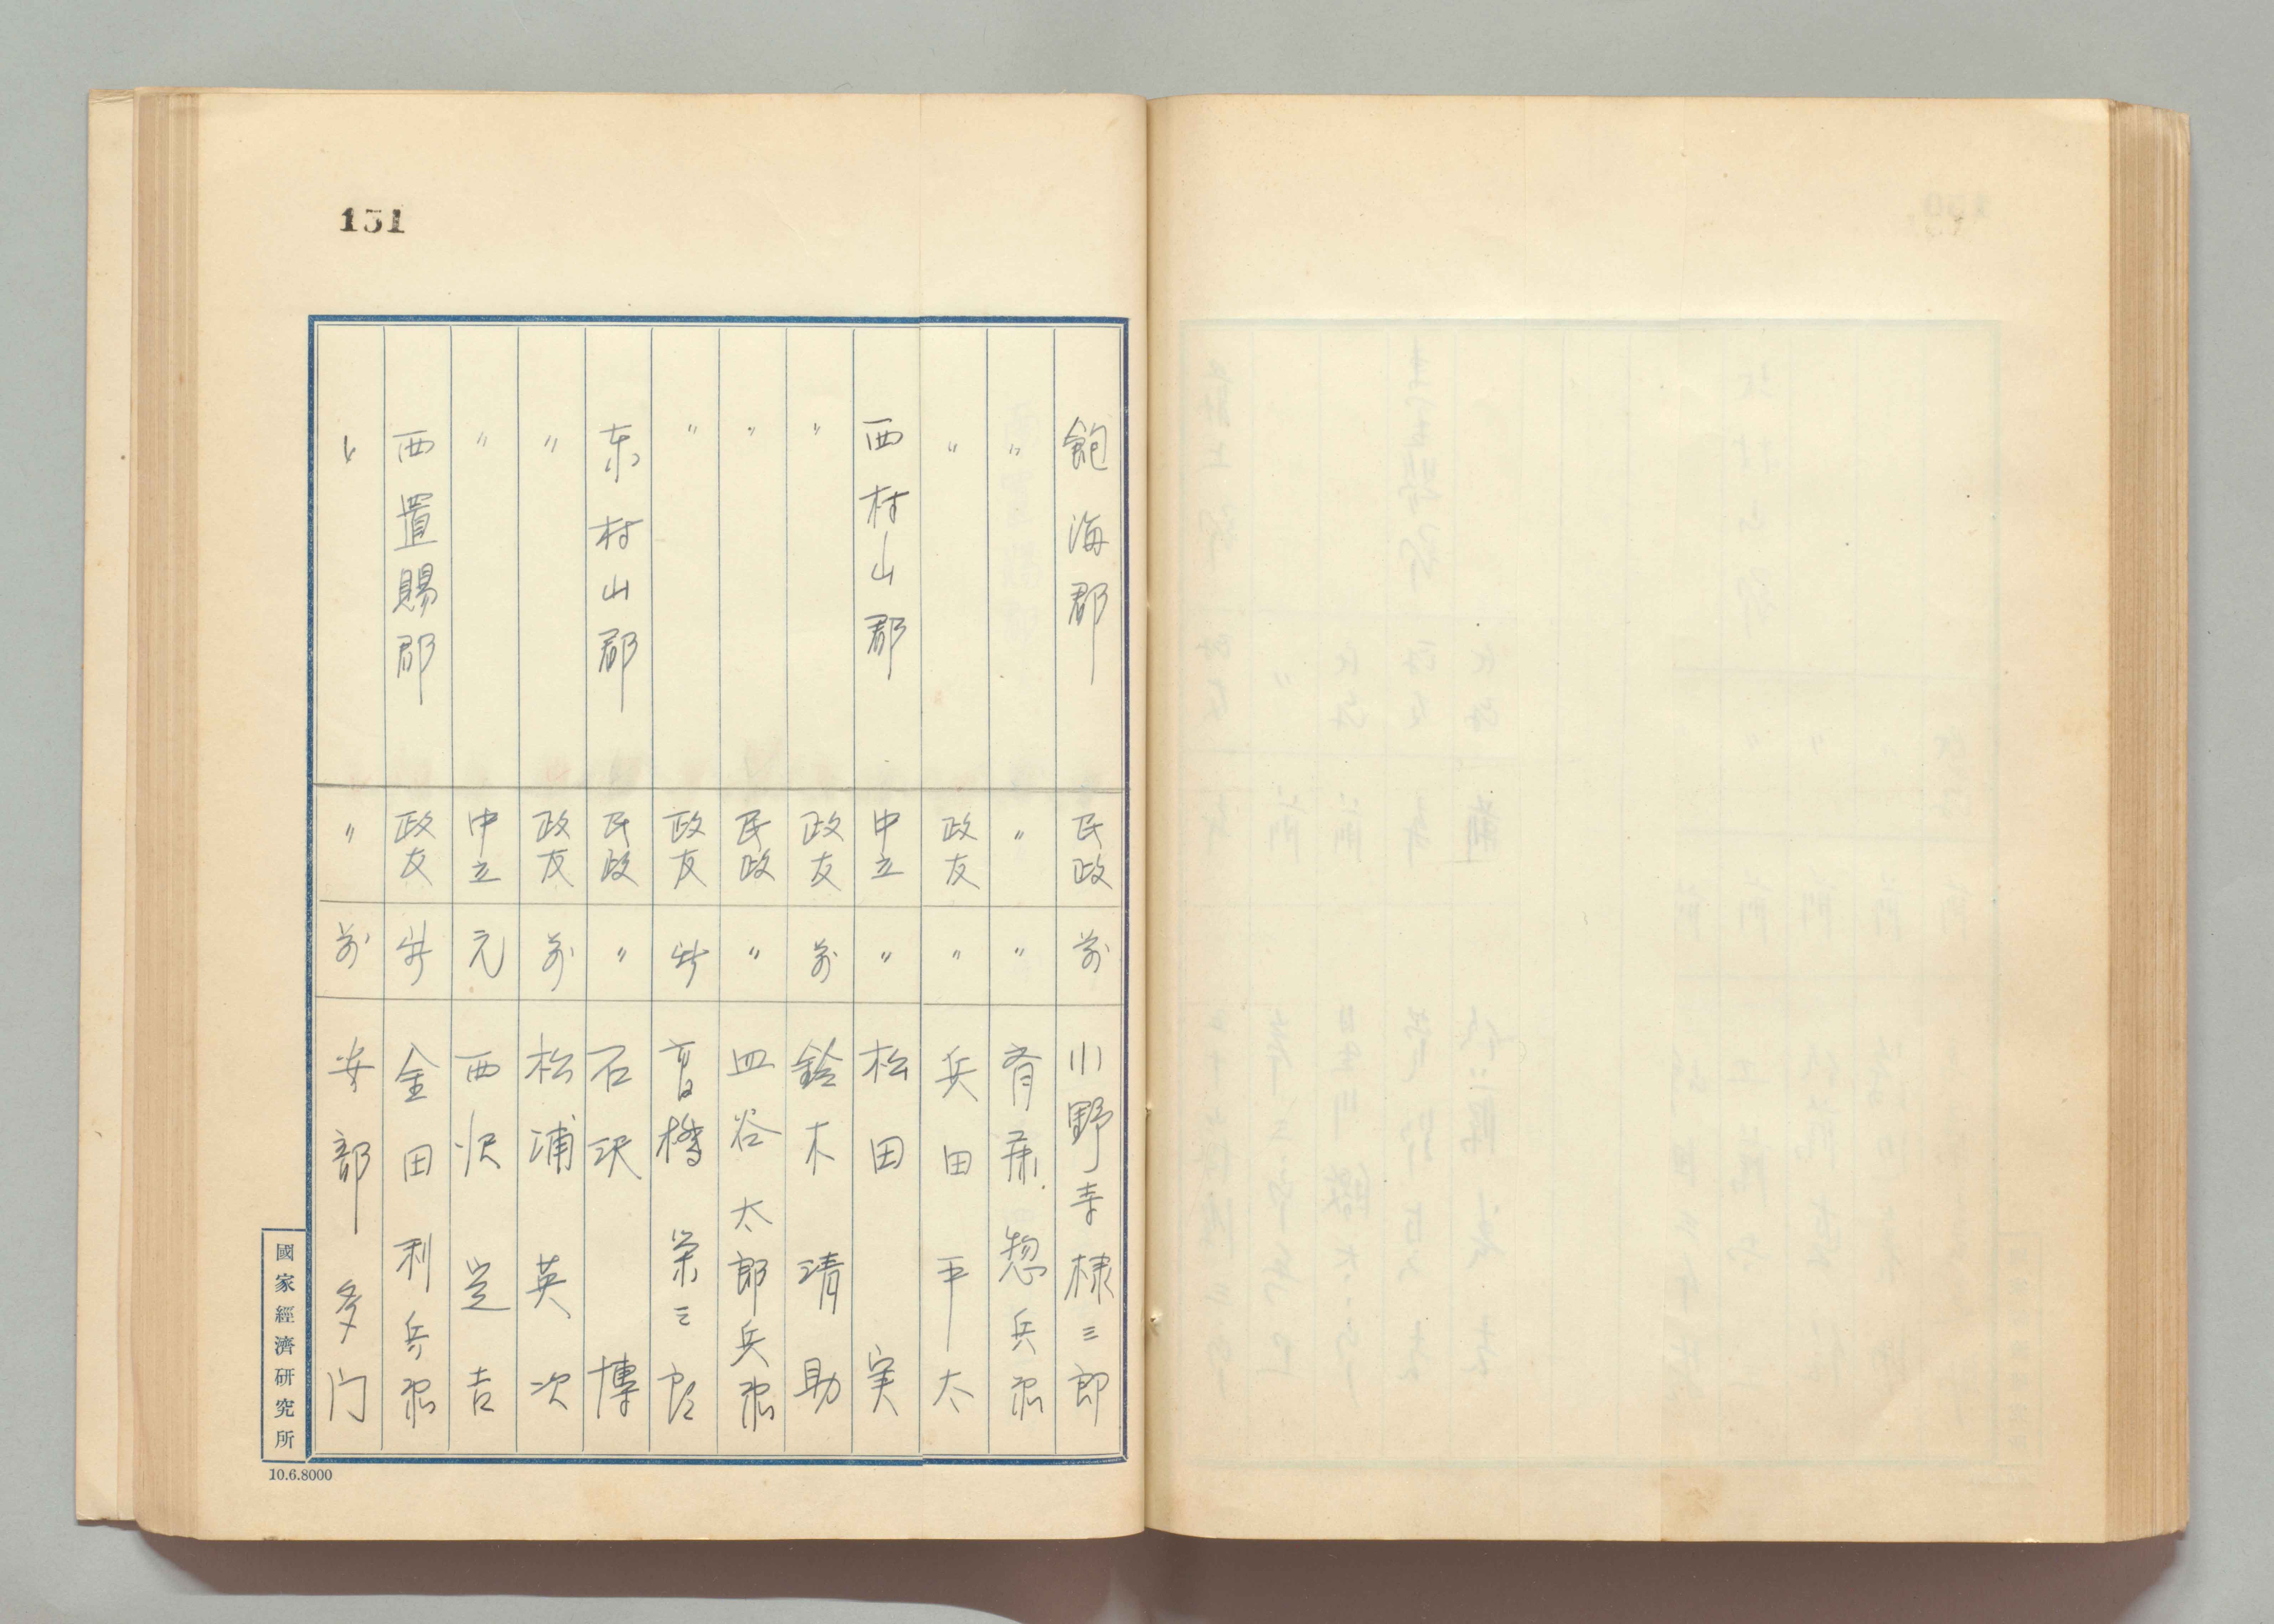 151
飽海郡 民政 前 小野寺棣三郎
〃 〃 〃 斉藤惣兵衛
〃 政友 〃 兵田平太
西村山郡 中立 〃 松田実
〃 政友 前 鈴木清助
〃 民政 〃 皿谷太郎兵衛
〃 政友 新 高橋栄三郎
东村山郡 民政 〃 石沢博
〃 政友 前 松浦英次
〃 中立 元 西沢定吉
西置賜郡 政友 新 金田利兵衛
〃 〃 前 安部多门
國家經濟研究所
10.6.8000